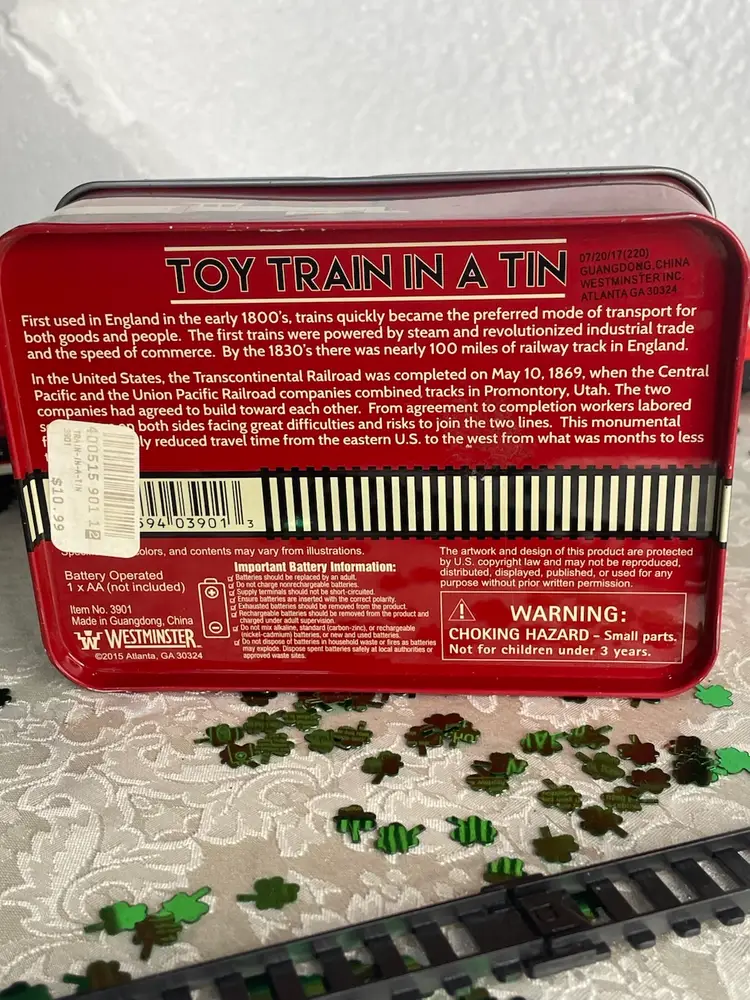 TOY TRAIN IN A TIN
07/20/17(220)
GUANGDONG, CHINA
WESTMINSTER INC.
ATLANTA GA 30324
First used in England in the early 1800's, trains quickly became the preferred mode of transport for
both goods and people. The first trains were powered by steam and revolutionized industrial trade
and the speed of commerce. By the 1830's there was nearly 100 miles of railway track in England.
In the United States, the Transcontinental Railroad was completed on May 10, 1869, when the Central
Pacific and the Union Pacific Railroad companies combined tracks in Promontory, Utah. The two
companies had agreed to build toward each other. From agreement to completion workers labored
on both sides facing great difficulties and risks to join the two lines. This monumental
reduced travel time from the eastern U.S. to the west from what was months to less
400515 901 12
TRAIN-IN-A-TIN
3901
$10.99
94 03901 3
colors, and contents may vary from illustrations.
Battery Operated
1 x AA (not included)
Item No. 3901
Made in Guangdong, China
WESTMINSTER
©2015 Atlanta, GA 30324
Important Battery Information:
Batteries should be replaced by an adult.
Do not charge nonrechargeable batteries.
Supply terminals should not be short-circuited.
Ensure batteries are inserted with the correct polarity.
Exhausted batteries should be removed from the product.
Rechargeable batteries should be removed from the product and
charged under adult supervision.
Do not mix alkaline, standard (carbon-zinc), or rechargeable
(nickel-cadmium) batteries, or new and used batteries.
Do not dispose of batteries in household waste or fires as batteries
may explode. Dispose spent batteries safely at local authorities or
approved waste sites.
The artwork and design of this product are protected
by U.S. copyright law and may not be reproduced,
distributed, displayed, published, or used for any
purpose without prior written permission.
WARNING:
CHOKING HAZARD - Small parts.
Not for children under 3 years.